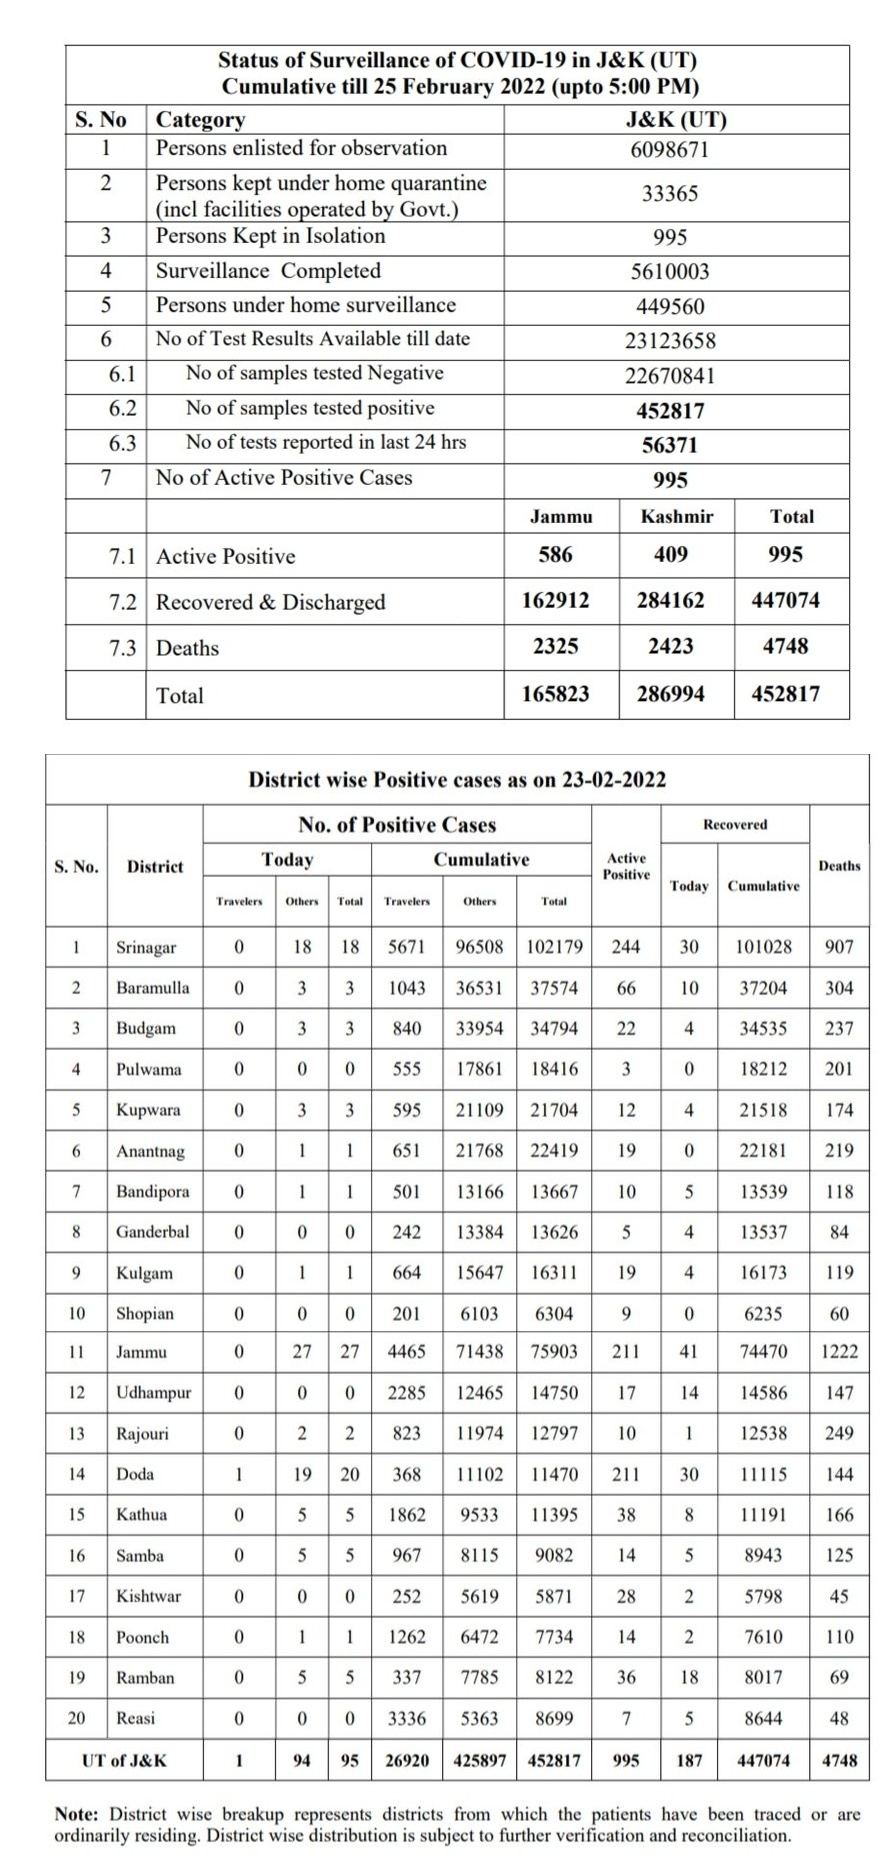 Status of Surveillance of COVID-19 in J&K (UT)
Cumulative till 25 February 2022 (upto 5:00 PM)
S. No Category J&K (UT)
1 Persons enlisted for observation 6098671
2 Persons kept under home quarantine
(incl facilities operated by Govt.) 33365
3 Persons Kept in Isolation 995
4 Surveillance Completed 5610003
5 Persons under home surveillance 449560
6 No of Test Results Available till date 23123658
6.1 No of samples tested Negative 22670841
6.2 No of samples tested positive 452817
6.3 No of tests reported in last 24 hrs 56371
7 No of Active Positive Cases 995
Jammu Kashmir Total
7.1 Active Positive 586 409 995
7.2 Recovered & Discharged 162912 284162 447074
7.3 Deaths 2325 2423 4748
Total 165823 286994 452817
District wise Positive cases as on 23-02-2022
S. No. District No. of Positive Cases Active Positive Recovered Deaths
Today Cumulative Today Cumulative
Travelers Others Total Travelers Others Total
1 Srinagar 0 18 18 5671 96508 102179 244 30 101028 907
2 Baramulla 0 3 3 1043 36531 37574 66 10 37204 304
3 Budgam 0 3 3 840 33954 34794 22 4 34535 237
4 Pulwama 0 0 0 555 17861 18416 3 0 18212 201
5 Kupwara 0 3 3 595 21109 21704 12 4 21518 174
6 Anantnag 0 1 1 651 21768 22419 19 0 22181 219
7 Bandipora 0 1 1 501 13166 13667 10 5 13539 118
8 Ganderbal 0 0 0 242 13384 13626 5 4 13537 84
9 Kulgam 0 1 1 664 15647 16311 19 4 16173 119
10 Shopian 0 0 0 201 6103 6304 9 0 6235 60
11 Jammu 0 27 27 4465 71438 75903 211 41 74470 1222
12 Udhampur 0 0 0 2285 12465 14750 17 14 14586 147
13 Rajouri 0 2 2 823 11974 12797 10 1 12538 249
14 Doda 1 19 20 368 11102 11470 211 30 11115 144
15 Kathua 0 5 5 1862 9533 11395 38 8 11191 166
16 Samba 0 5 5 967 8115 9082 14 5 8943 125
17 Kishtwar 0 0 0 252 5619 5871 28 2 5798 45
18 Poonch 0 1 1 1262 6472 7734 14 2 7610 110
19 Ramban 0 5 5 337 7785 8122 36 18 8017 69
20 Reasi 0 0 0 3336 5363 8699 7 5 8644 48
UT of J&K 1 94 95 26920 425897 452817 995 187 447074 4748
Note: District wise breakup represents districts from which the patients have been traced or are
ordinarily residing. District wise distribution is subject to further verification and reconciliation.